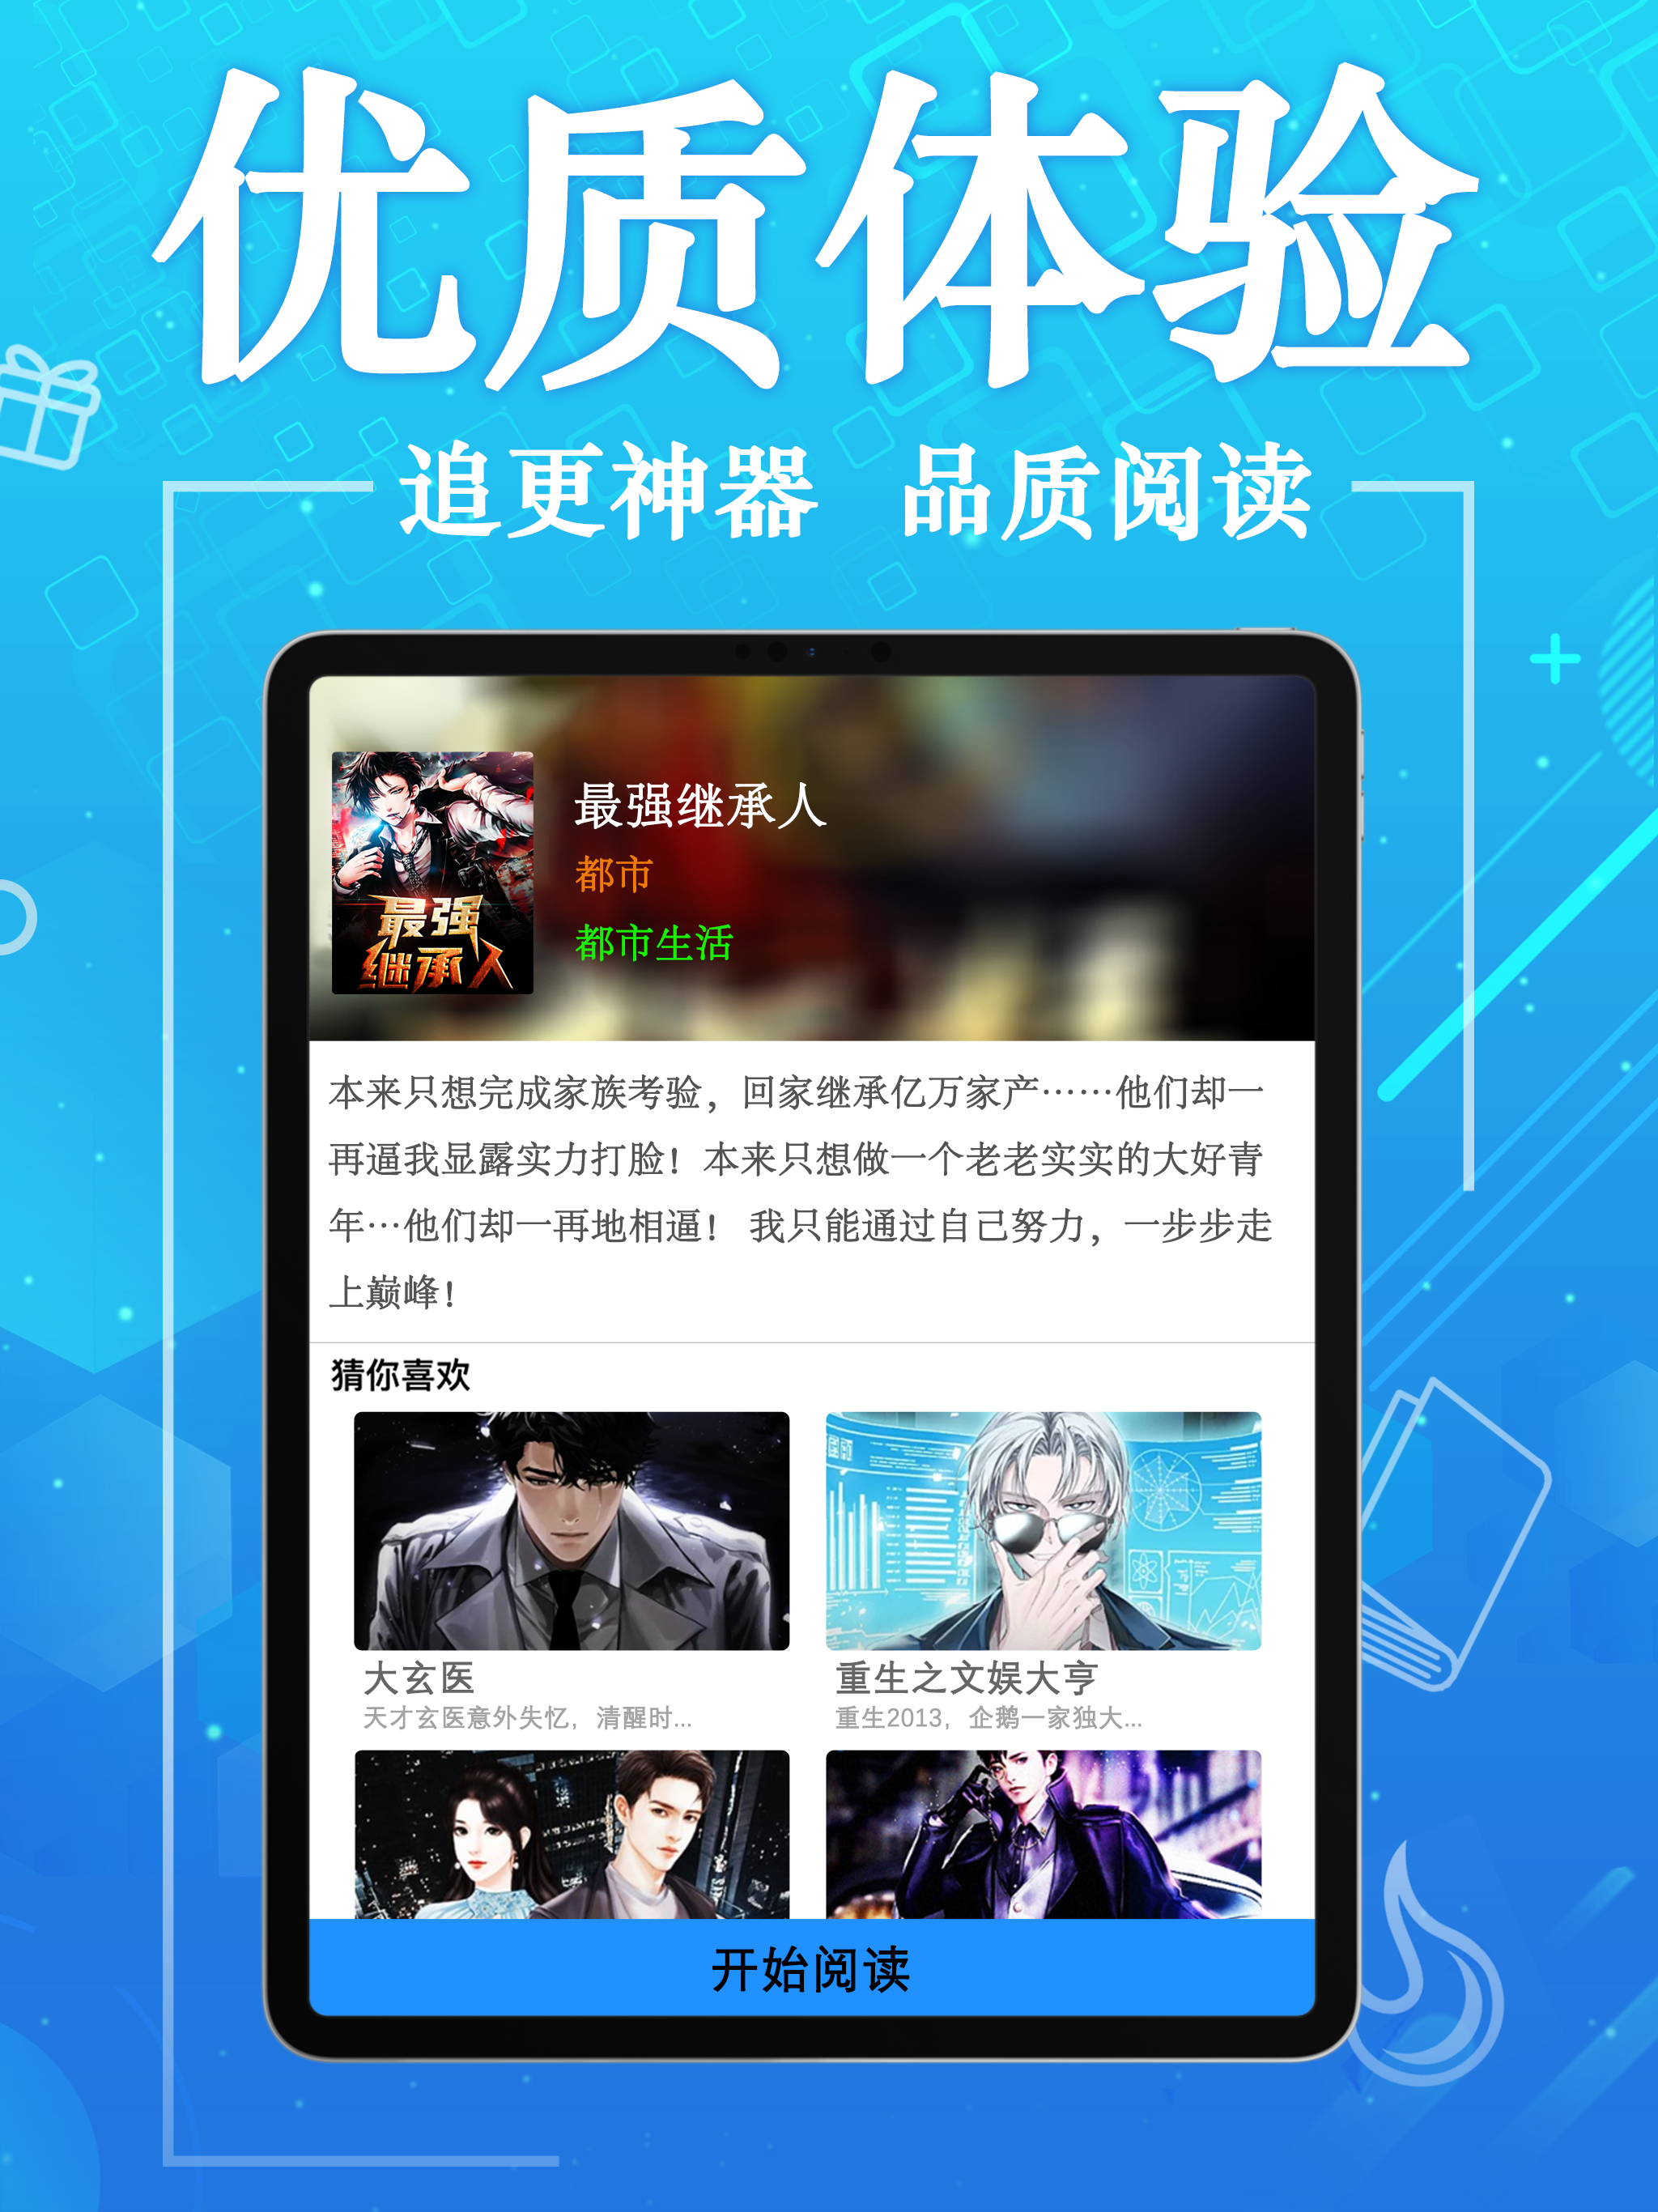 优质体验
追更神器 品质阅读
最强继承人
都市
都市生活
最强
继承人
本来只想完成家族考验，回家继承亿万家产……他们却一
再逼我显露实力打脸！本来只想做一个老老实实的大好青
年…他们却一再地相逼！ 我只能通过自己努力，一步步走
上巅峰！
猜你喜欢
大玄医
天才玄医意外失忆，清醒时...
重生之文娱大亨
重生2013，企鹅一家独大...
开始阅读